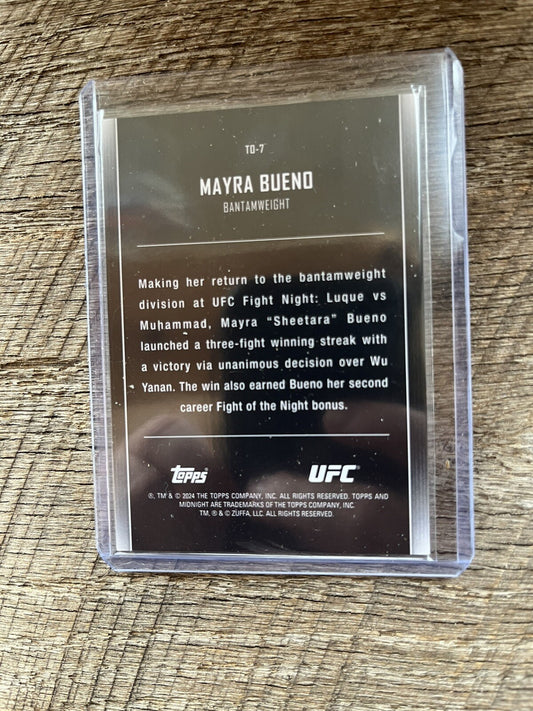 TD-7
MAYRA BUENO
BANTAMWEIGHT
Making her return to the bantamweight
division at UFC Fight Night: Luque vs
Muhammad, Mayra “Sheetara” Bueno
launched a three-fight winning streak with
a victory via unanimous decision over Wu
Yanan. The win also earned Bueno her second
career Fight of the Night bonus.
Topps UFC
®, TM & © 2024 THE TOPPS COMPANY, INC. ALL RIGHTS RESERVED. TOPPS AND
MIDNIGHT ARE TRADEMARKS OF THE TOPPS COMPANY, INC.
TM, ® & © ZUFFA, LLC. ALL RIGHTS RESERVED.